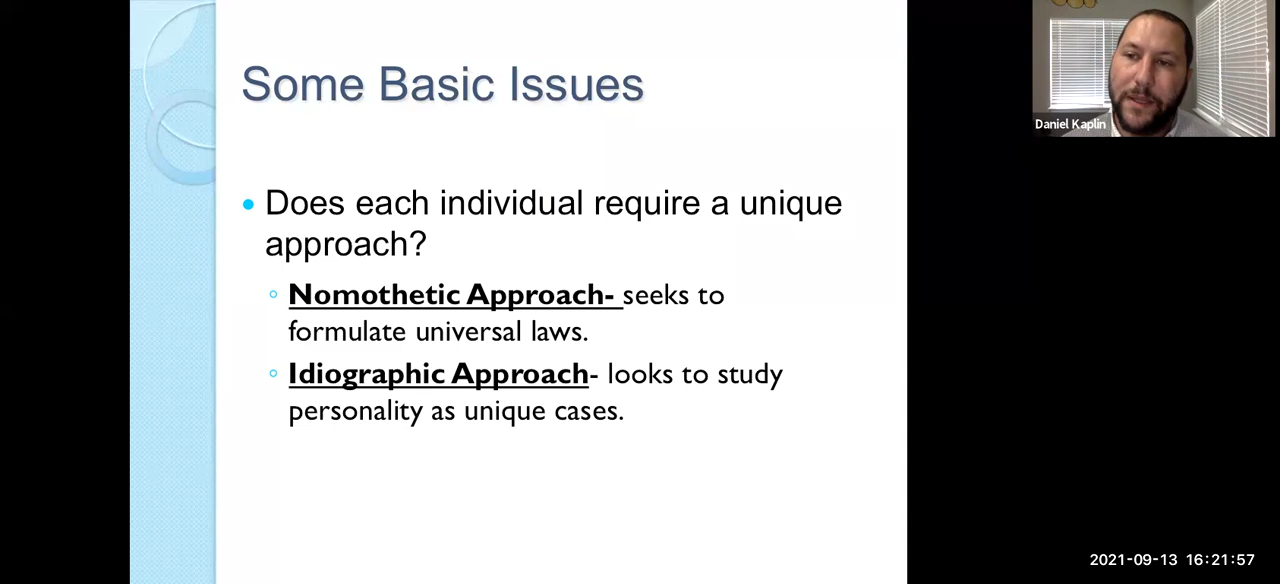 Some Basic Issues
Daniel Kaplin
• Does each individual require a unique
approach?
◦ Nomothetic Approach- seeks to
formulate universal laws.
◦ Idiographic Approach- looks to study
personality as unique cases.
2021-09-13 16:21:57